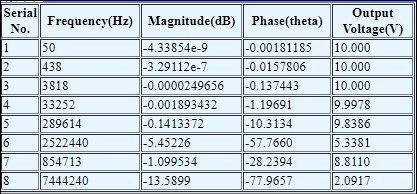 Serial No. Frequency(Hz) Magnitude(dB) Phase(theta) Output Voltage(V)
1 50 -4.33854e-9 -0.00181185 10.000
2 438 -3.29112e-7 -0.0157806 10.000
3 3818 -0.0000249656 -0.137443 10.000
4 33252 -0.001893432 -1.19691 9.9978
5 289614 -0.1413372 -10.3134 9.8386
6 2522440 -5.45226 -57.7660 5.3381
7 854713 -1.099534 -28.2394 8.8110
8 7444240 -13.5899 -77.9657 2.0917